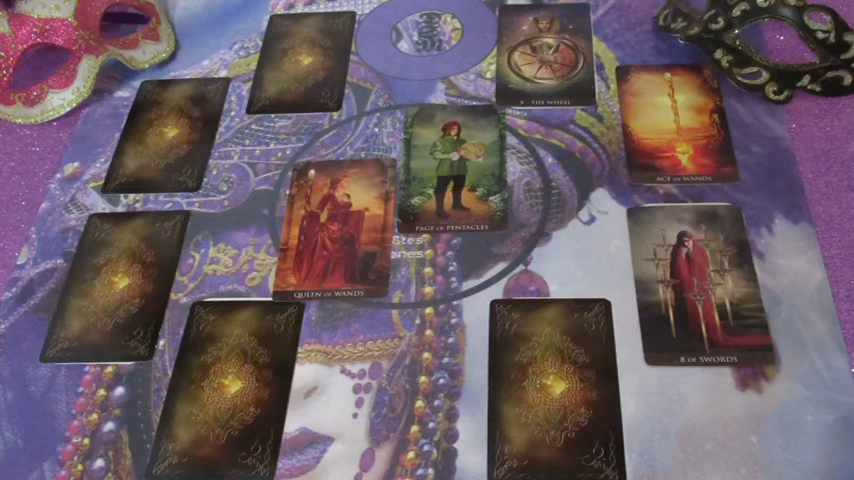 X THE WHEEL
ACE OF WANDS
PAGE OF PENTACLES
QUEEN OF WANDS
8 OF SWORDS